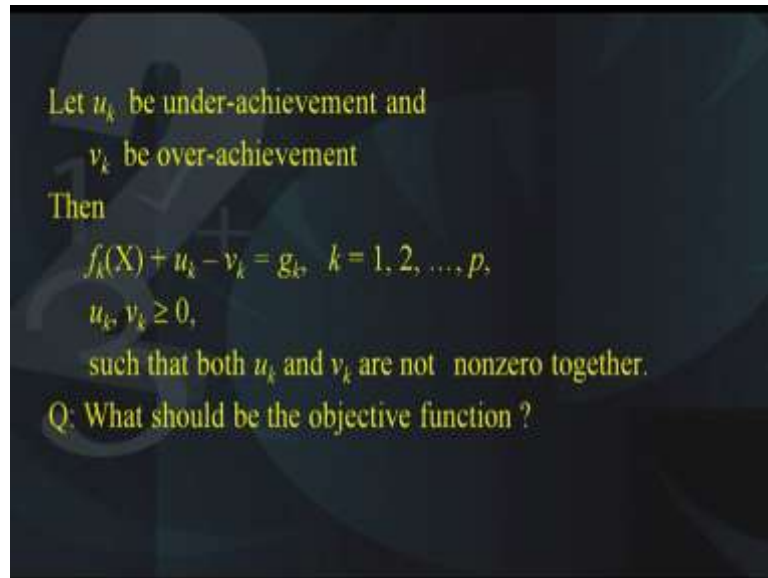 Let uₖ be under-achievement and
vₖ be over-achievement
Then
fₖ(X) + uₖ – vₖ = gₖ, k = 1, 2, …, p,
uₖ, vₖ ≥ 0,
such that both uₖ and vₖ are not nonzero together.
Q: What should be the objective function ?